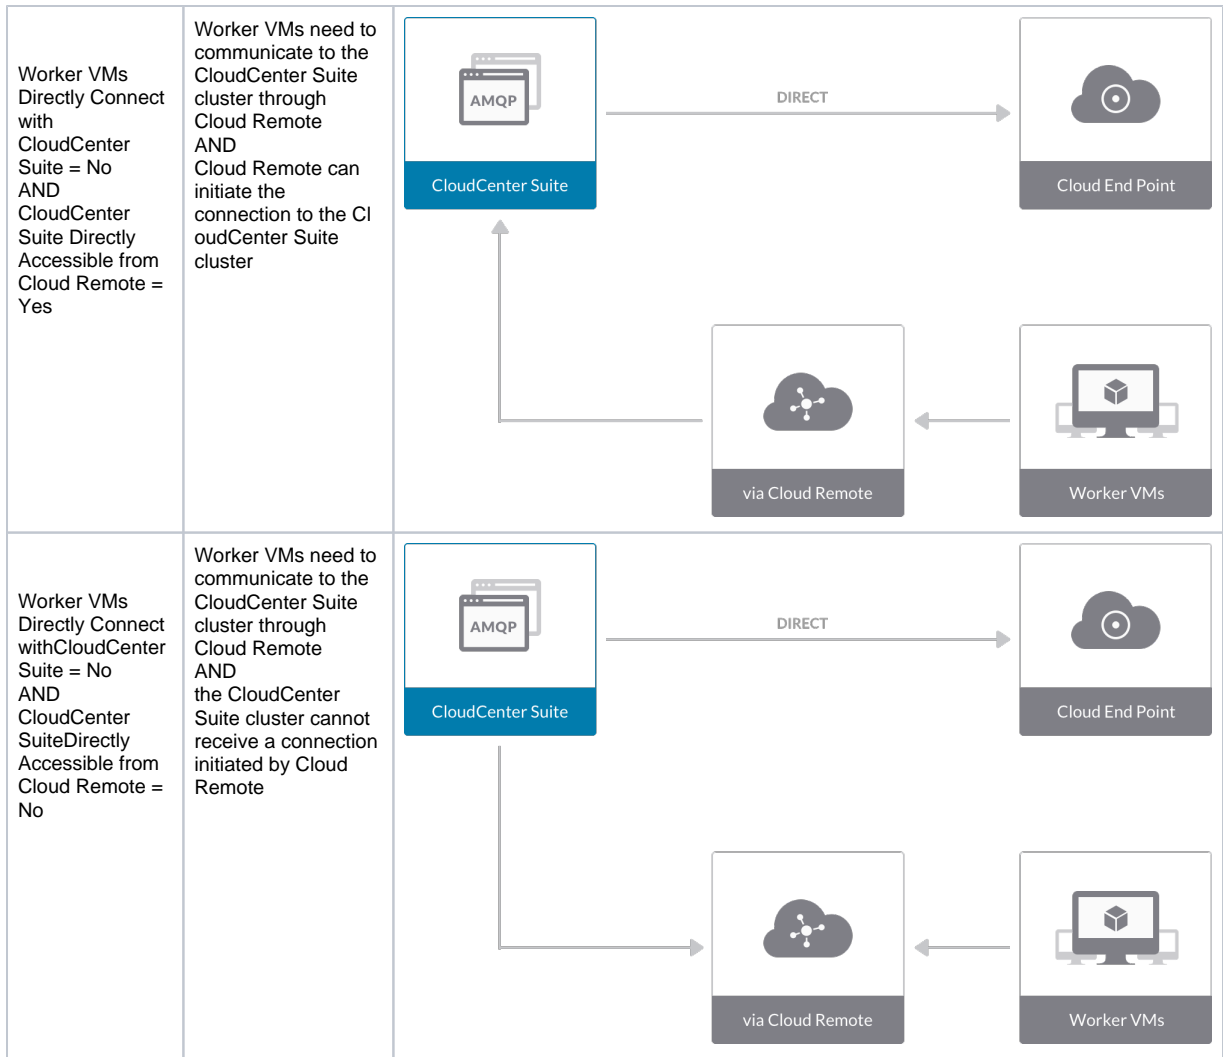 Worker VMs
Directly Connect
with
CloudCenter
Suite = No
AND
CloudCenter
Suite Directly
Accessible from
Cloud Remote =
Yes
Worker VMs need to
communicate to the
CloudCenter Suite
cluster through
Cloud Remote
AND
Cloud Remote can
initiate the
connection to the Cl
oudCenter Suite
cluster
AMQP
DIRECT
CloudCenter Suite
Cloud End Point
via Cloud Remote
Worker VMs
Worker VMs
Directly Connect
withCloudCenter
Suite = No
AND
CloudCenter
SuiteDirectly
Accessible from
Cloud Remote =
No
Worker VMs need to
communicate to the
CloudCenter Suite
cluster through
Cloud Remote
AND
the CloudCenter
Suite cluster cannot
receive a connection
initiated by Cloud
Remote
AMQP
DIRECT
CloudCenter Suite
Cloud End Point
via Cloud Remote
Worker VMs